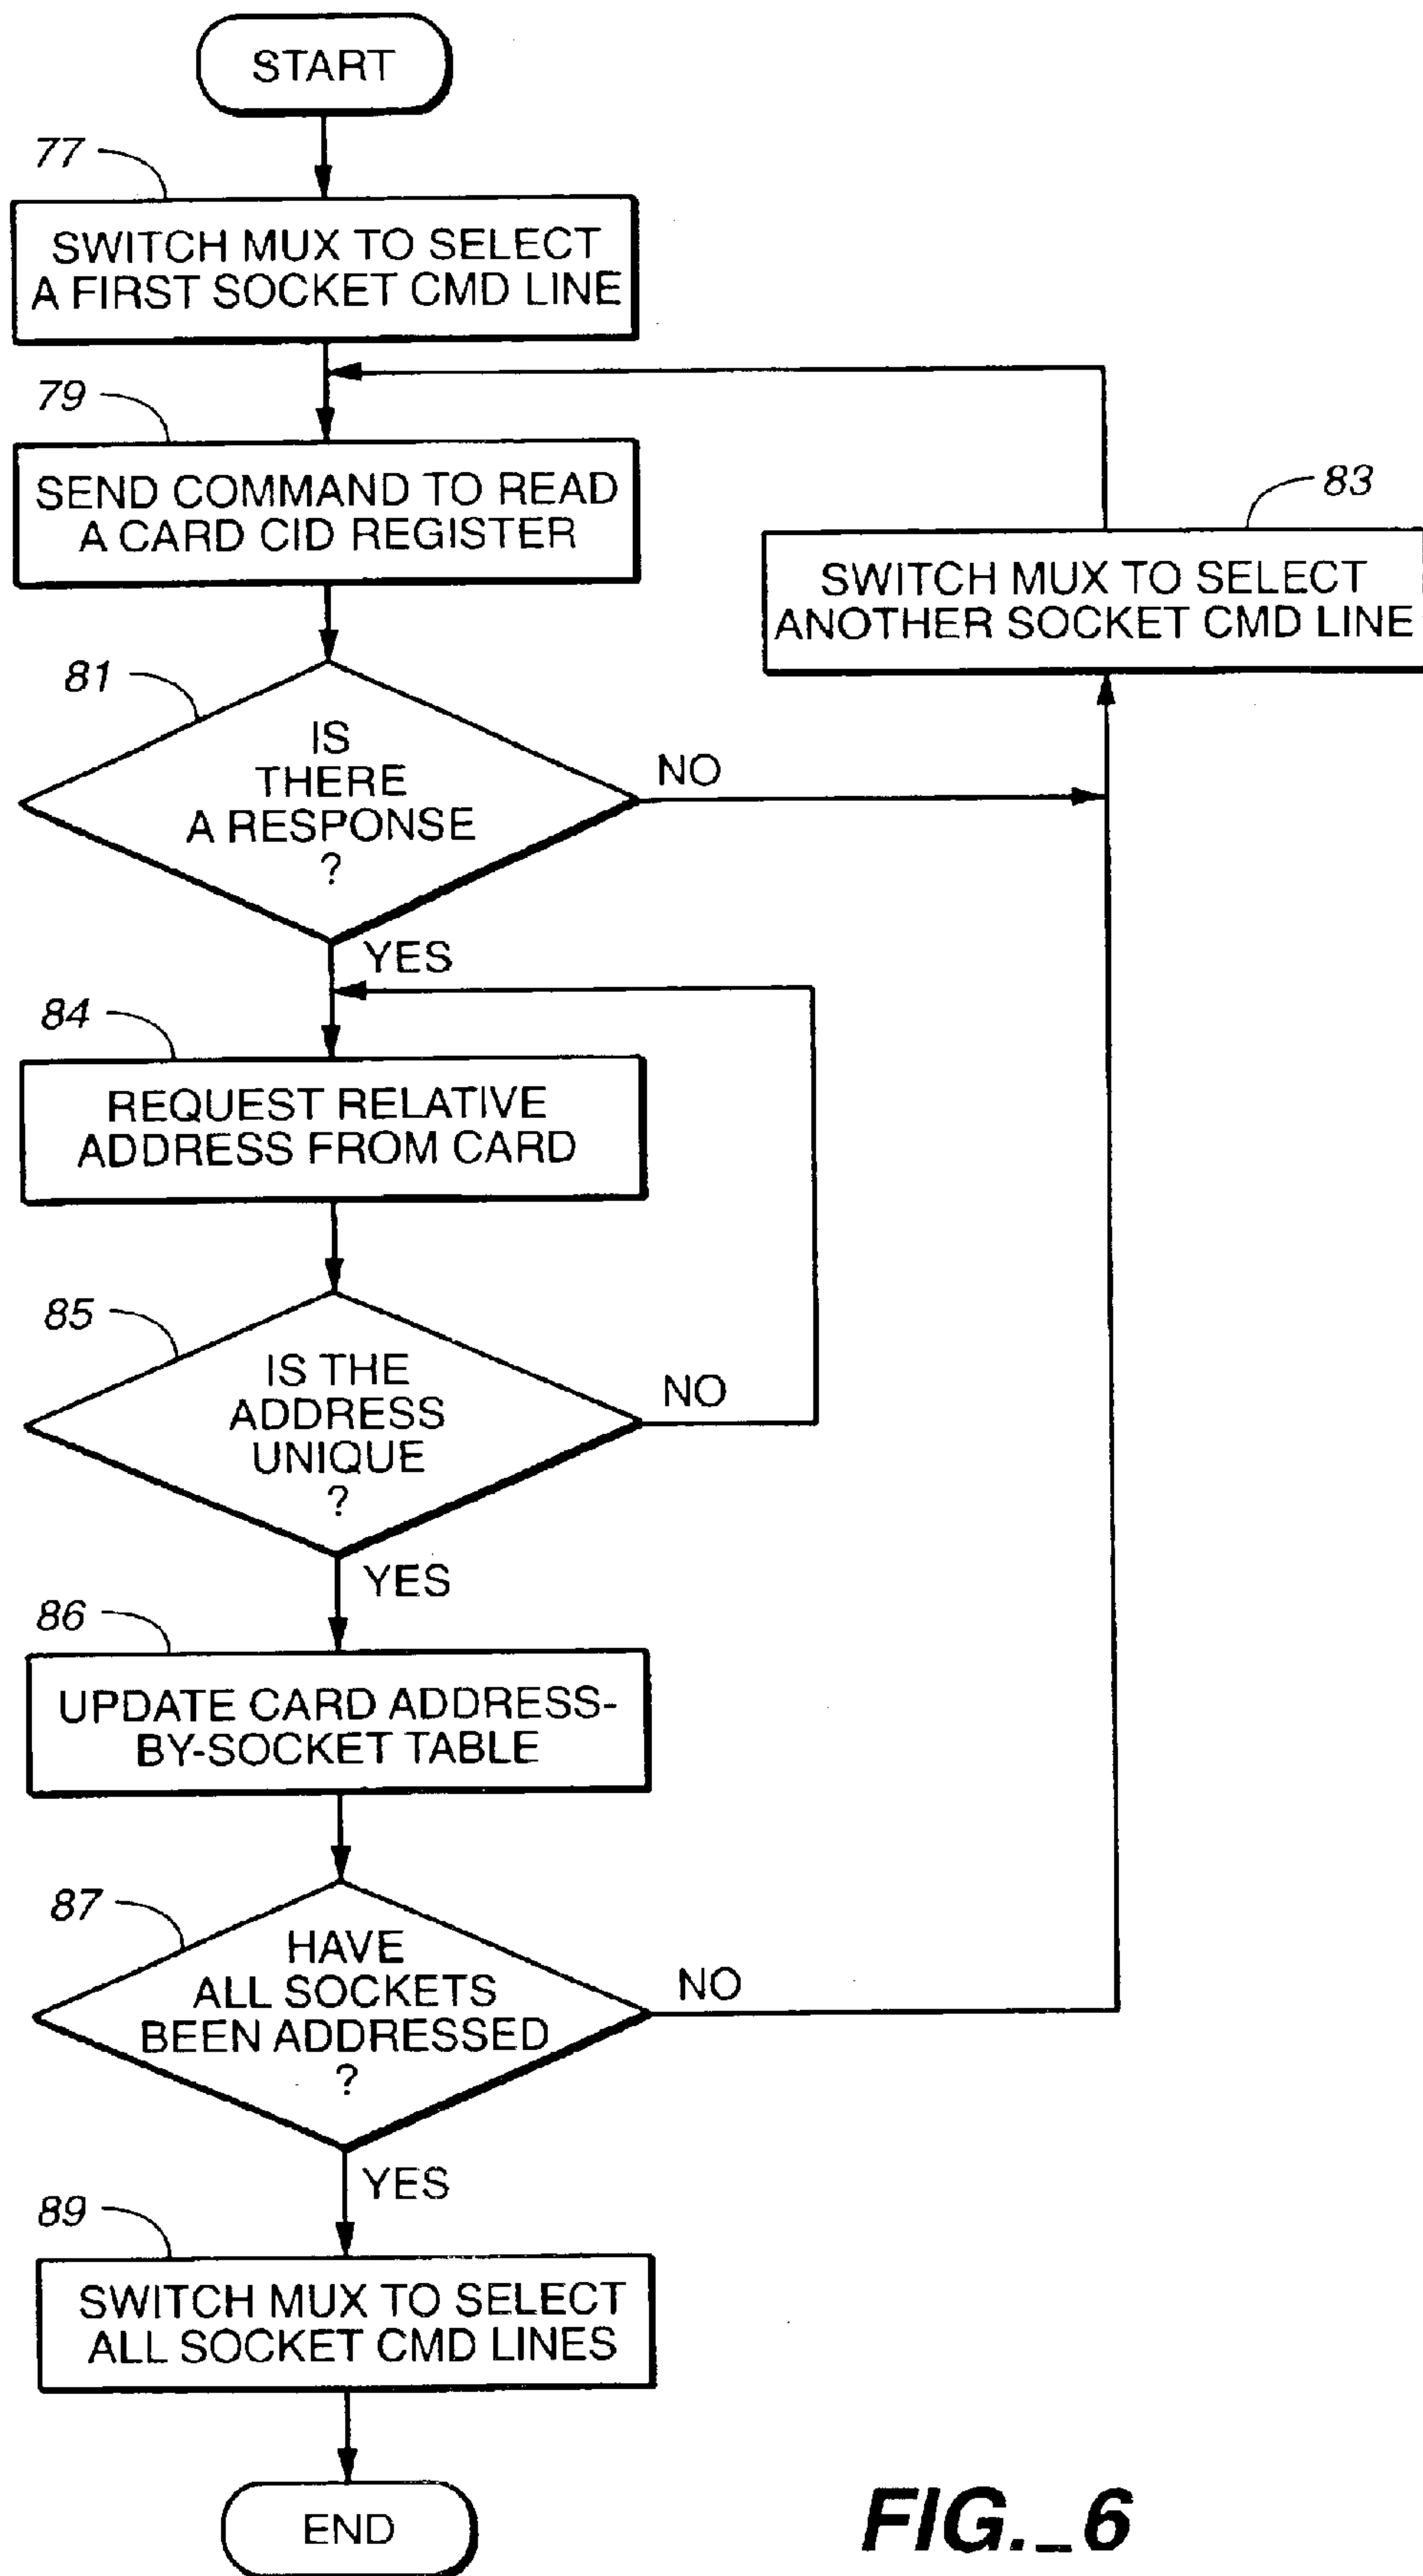 START
77
SWITCH MUX TO SELECT
A FIRST SOCKET CMD LINE
79
SEND COMMAND TO READ
A CARD CID REGISTER
83
SWITCH MUX TO SELECT
ANOTHER SOCKET CMD LINE
81
IS
THERE
A RESPONSE
?
NO
YES
84
REQUEST RELATIVE
ADDRESS FROM CARD
85
IS THE
ADDRESS
UNIQUE
?
NO
YES
86
UPDATE CARD ADDRESS-
BY-SOCKET TABLE
87
HAVE
ALL SOCKETS
BEEN ADDRESSED
?
NO
YES
89
SWITCH MUX TO SELECT
ALL SOCKET CMD LINES
END
FIG._6